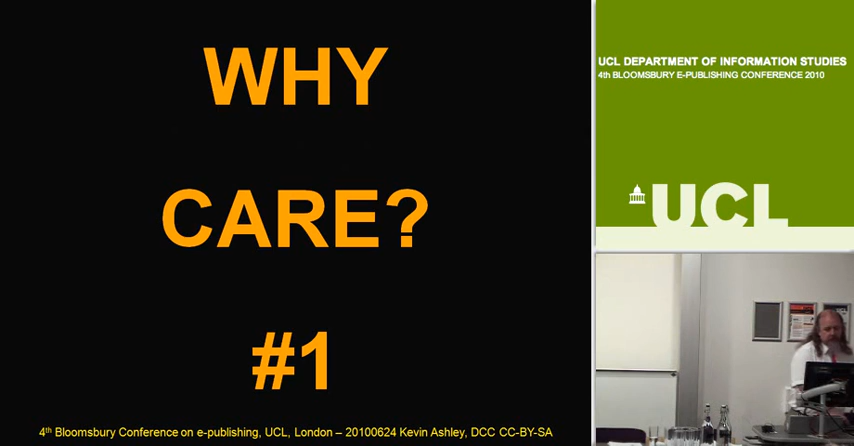 WHY
CARE?
#1
4th Bloomsbury Conference on e-publishing, UCL, London – 20100624 Kevin Ashley, DCC CC-BY-SA
UCL DEPARTMENT OF INFORMATION STUDIES
4th BLOOMSBURY E-PUBLISHING CONFERENCE 2010
UCL